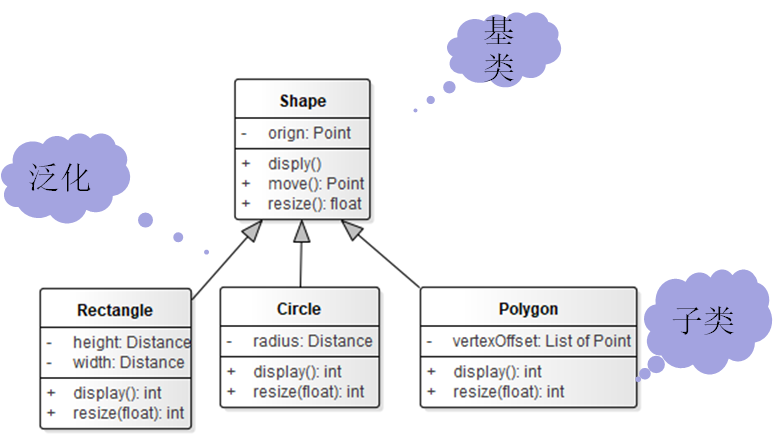 基
类
Shape
- orign: Point
+ disply()
+ move(): Point
+ resize(): float
泛化
Rectangle
- height: Distance
- width: Distance
+ display(): int
+ resize(float): int
Circle
- radius: Distance
+ display(): int
+ resize(float): int
Polygon
- vertexOffset: List of Point
+ display(): int
+ resize(float): int
子类